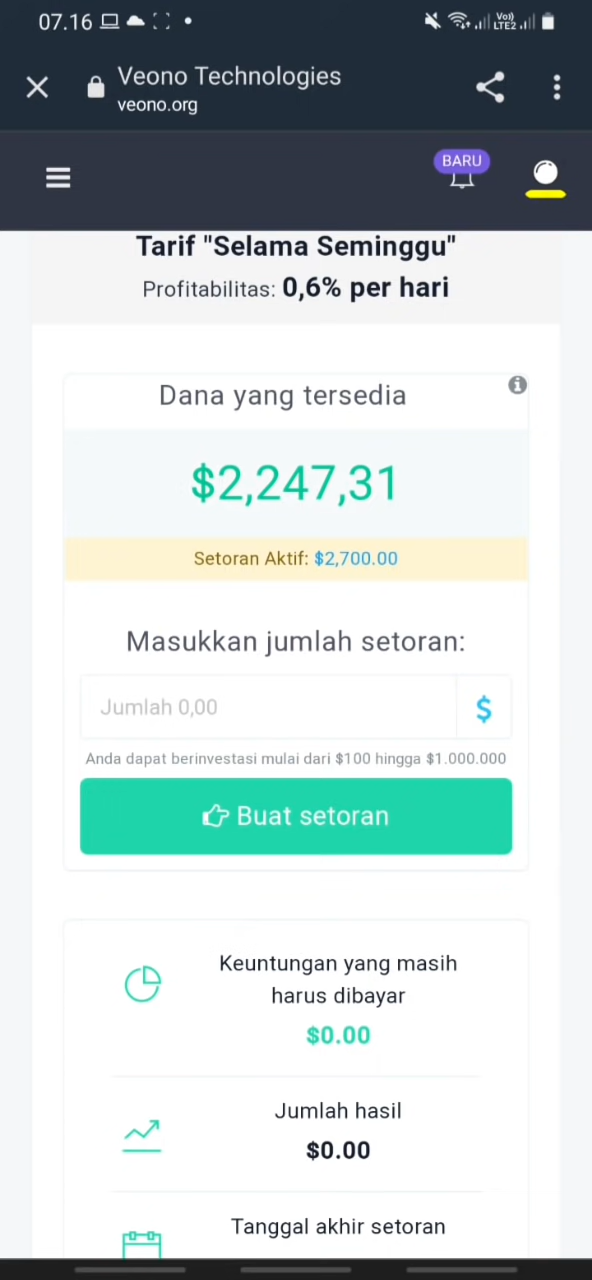 07.16
Vo))
LTE2
Veono Technologies
veono.org
BARU
Tarif "Selama Seminggu"
Profitabilitas: 0,6% per hari
Dana yang tersedia
$2,247,31
Setoran Aktif: $2,700.00
Masukkan jumlah setoran:
Jumlah 0,00
$
Anda dapat berinvestasi mulai dari $100 hingga $1.000.000
Buat setoran
Keuntungan yang masih
harus dibayar
$0.00
Jumlah hasil
$0.00
Tanggal akhir setoran